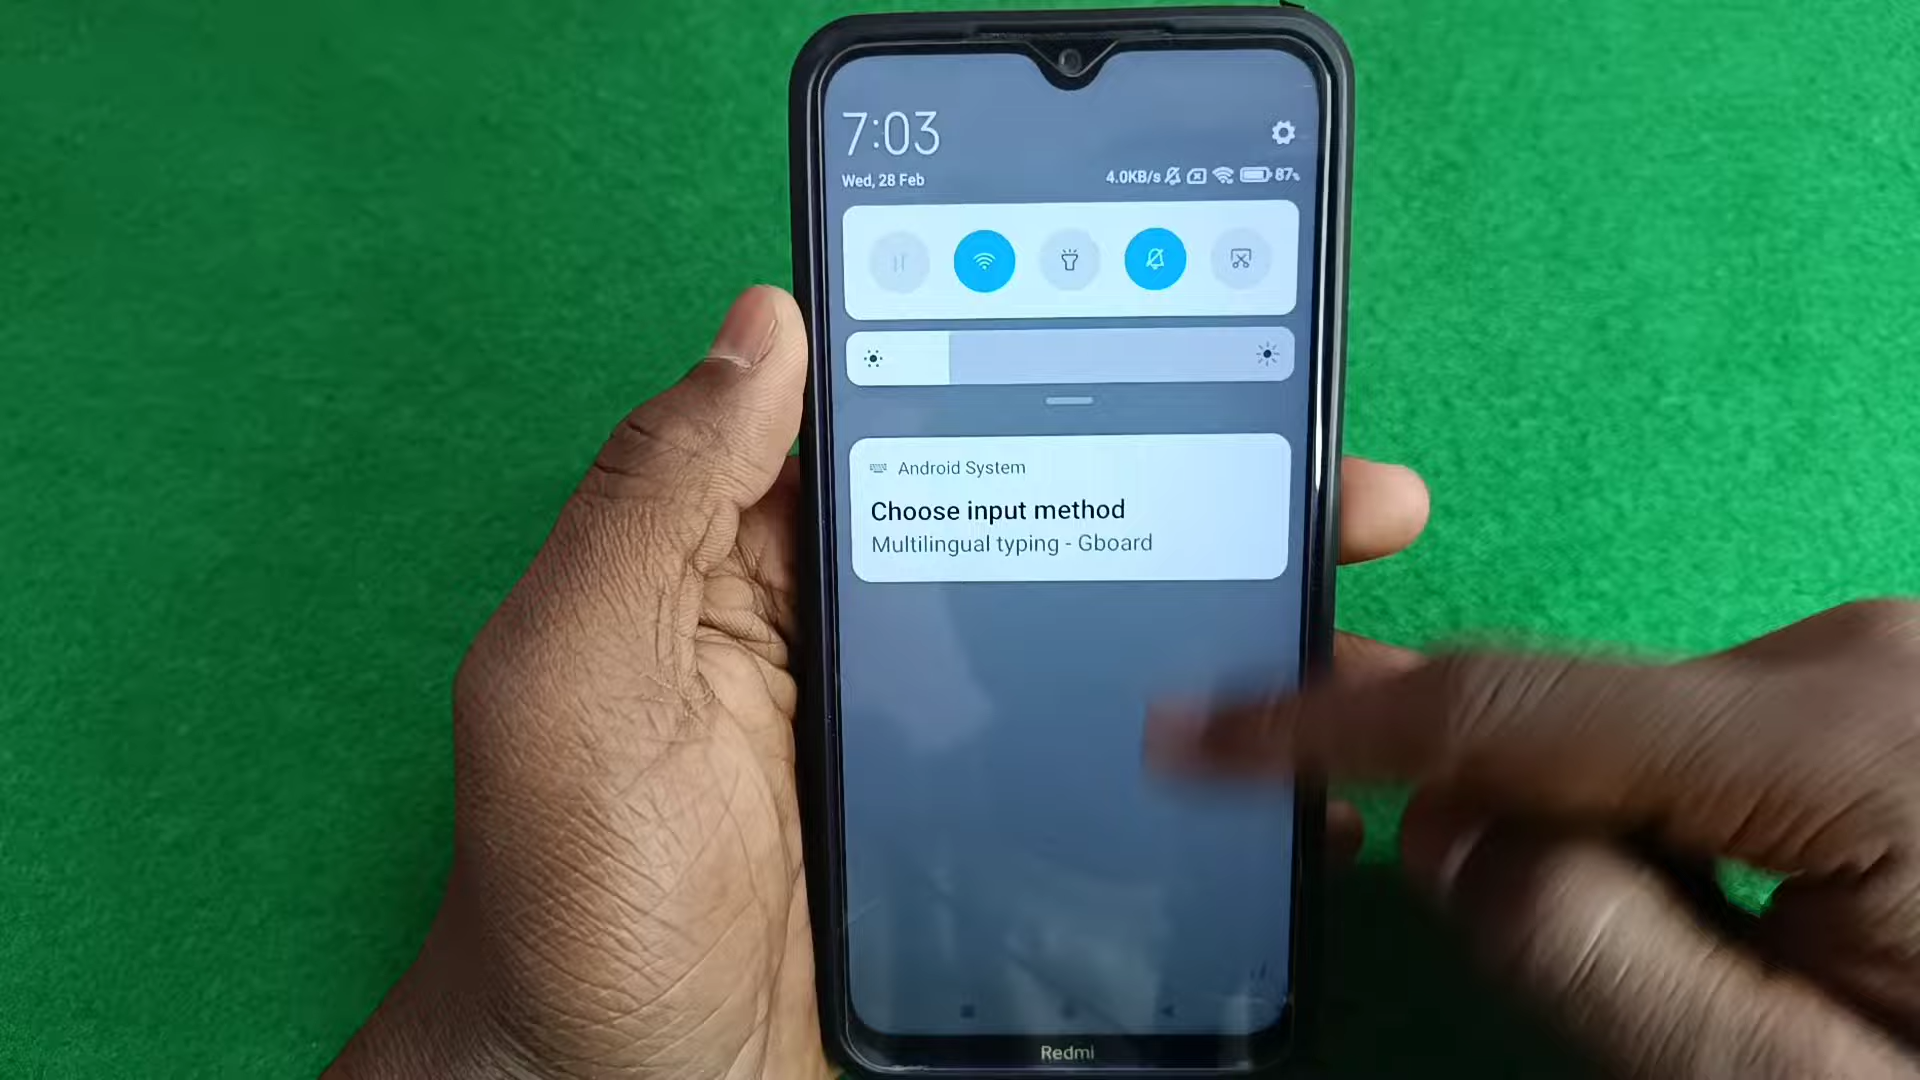 7:03
Wed, 28 Feb
4.0KB/s 87%
Android System
Choose input method
Multilingual typing - Gboard
Redmi